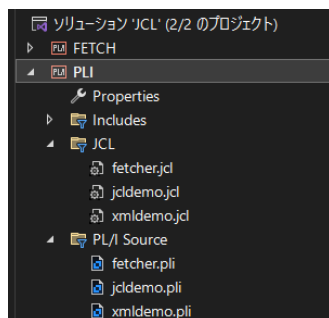 ソリューション 'JCL' (2/2 のプロジェクト)
FETCH
PLI
Properties
Includes
JCL
fetcher.jcl
jcldemo.jcl
xmldemo.jcl
PL/I Source
fetcher.pli
jcldemo.pli
xmldemo.pli